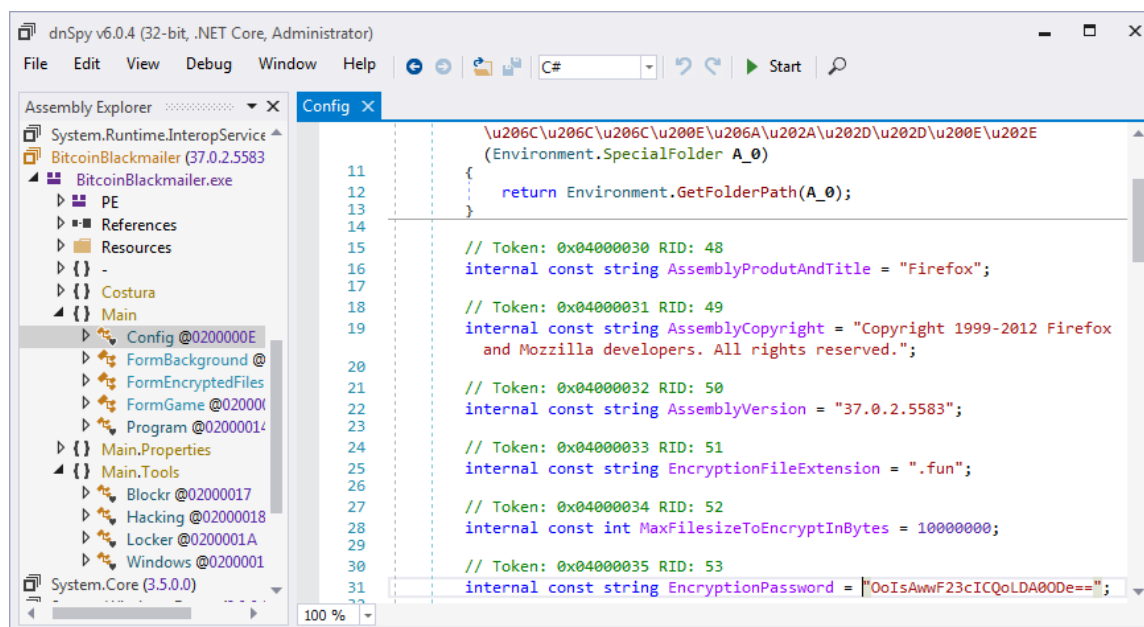 dnSpy v6.0.4 (32-bit, .NET Core, Administrator)
File Edit View Debug Window Help C# Start
Assembly Explorer
System.Runtime.InteropService
BitcoinBlackmailer (37.0.2.5583
BitcoinBlackmailer.exe
PE
References
Resources
{ } -
{ } Costura
{ } Main
Config @0200000E
FormBackground @
FormEncryptedFiles
FormGame @020000
Program @02000014
{ } Main.Properties
{ } Main.Tools
Blockr @02000017
Hacking @02000018
Locker @0200001A
Windows @0200001
System.Core (3.5.0.0)
Config
\u206C\u206C\u206C\u200E\u206A\u202A\u202D\u202D\u200E\u202E
(Environment.SpecialFolder A_0)
11 {
12 return Environment.GetFolderPath(A_0);
13 }
14
15 // Token: 0x04000030 RID: 48
16 internal const string AssemblyProdutAndTitle = "Firefox";
17
18 // Token: 0x04000031 RID: 49
19 internal const string AssemblyCopyright = "Copyright 1999-2012 Firefox
and Mozzilla developers. All rights reserved.";
20
21 // Token: 0x04000032 RID: 50
22 internal const string AssemblyVersion = "37.0.2.5583";
23
24 // Token: 0x04000033 RID: 51
25 internal const string EncryptionFileExtension = ".fun";
26
27 // Token: 0x04000034 RID: 52
28 internal const int MaxFilesizeToEncryptInBytes = 10000000;
29
30 // Token: 0x04000035 RID: 53
31 internal const string EncryptionPassword = "OoIsAwwF23cICQoLDA0ODe==";
100 %